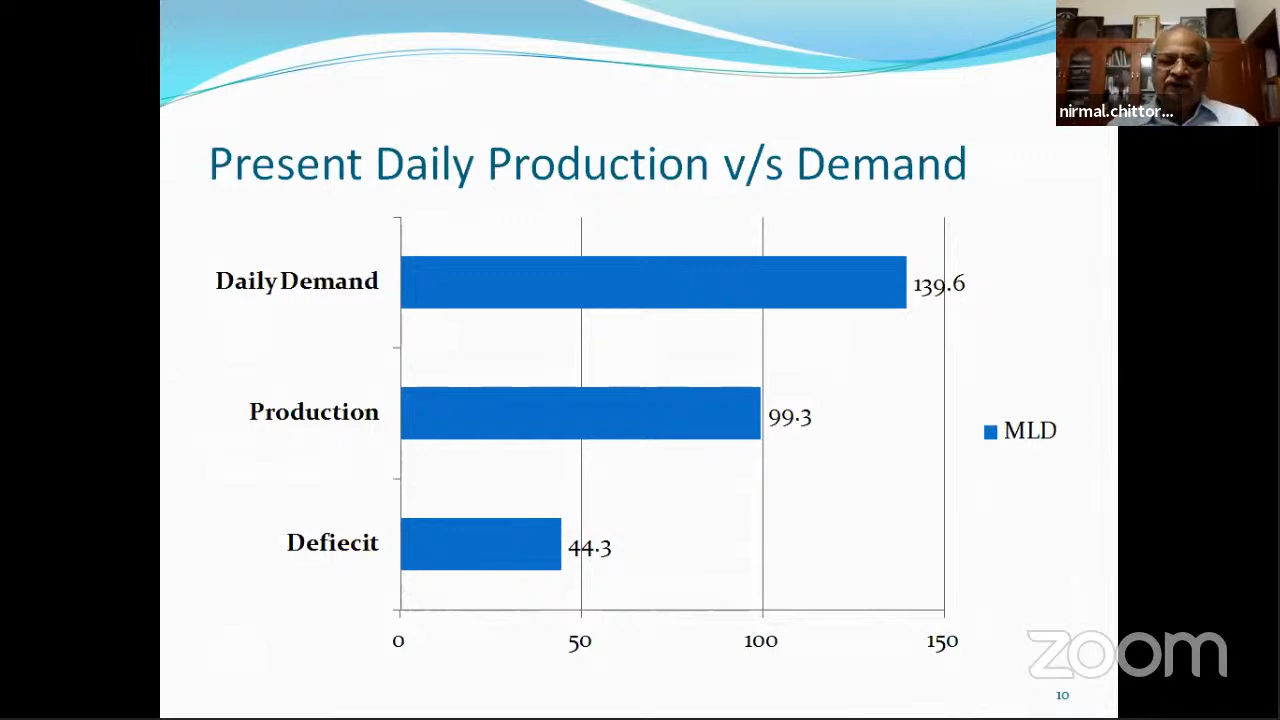 nirmal.chittor...
Present Daily Production v/s Demand
Daily Demand
139.6
Production
99.3
MLD
Defiecit
44.3
0 50 100 150
zoom
10